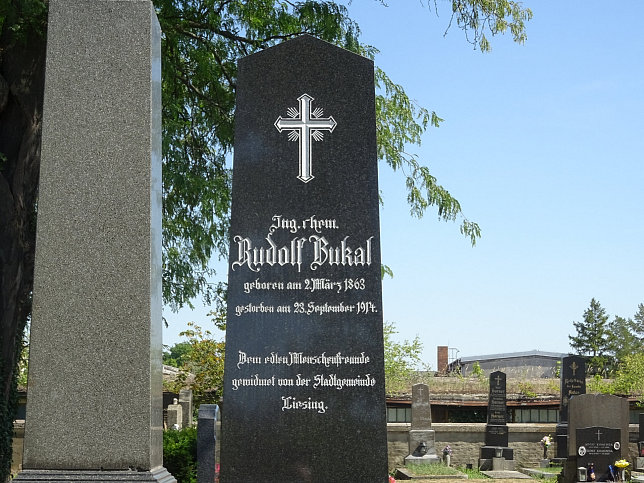 Ing. chem.
Rudolf Bukal
geboren am 2. März 1863
gestorben am 23. September 1914.
Dem edlen Menschenfreunde
gewidmet von der Stadtgemeinde
Liesing.